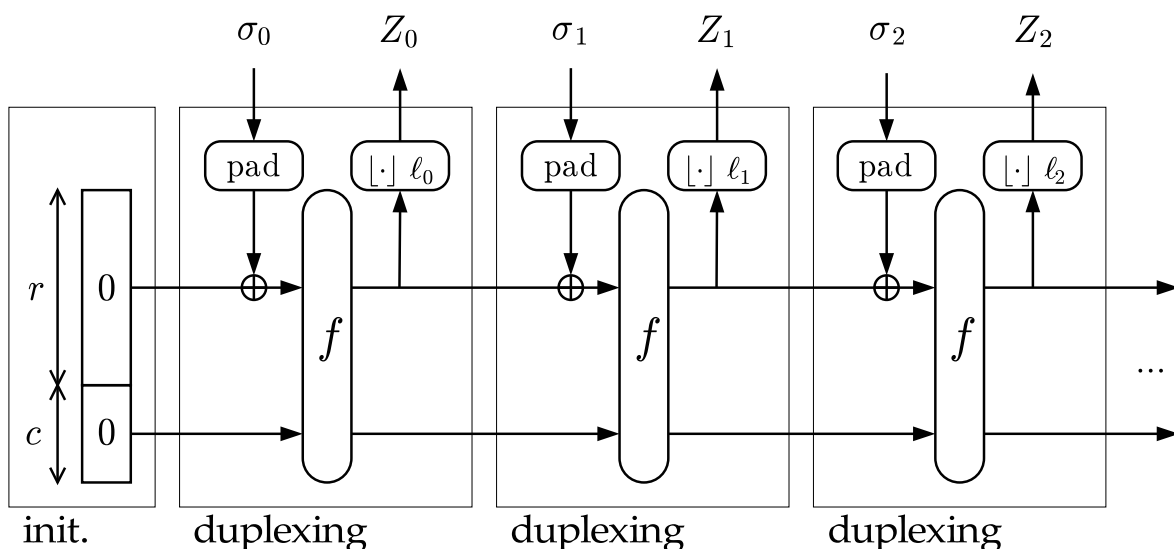 σ₀ Z₀ σ₁ Z₁ σ₂ Z₂
pad ⌊·⌋ ℓ₀ pad ⌊·⌋ ℓ₁ pad ⌊·⌋ ℓ₂
r 0
f f f
...
c 0
init. duplexing duplexing duplexing